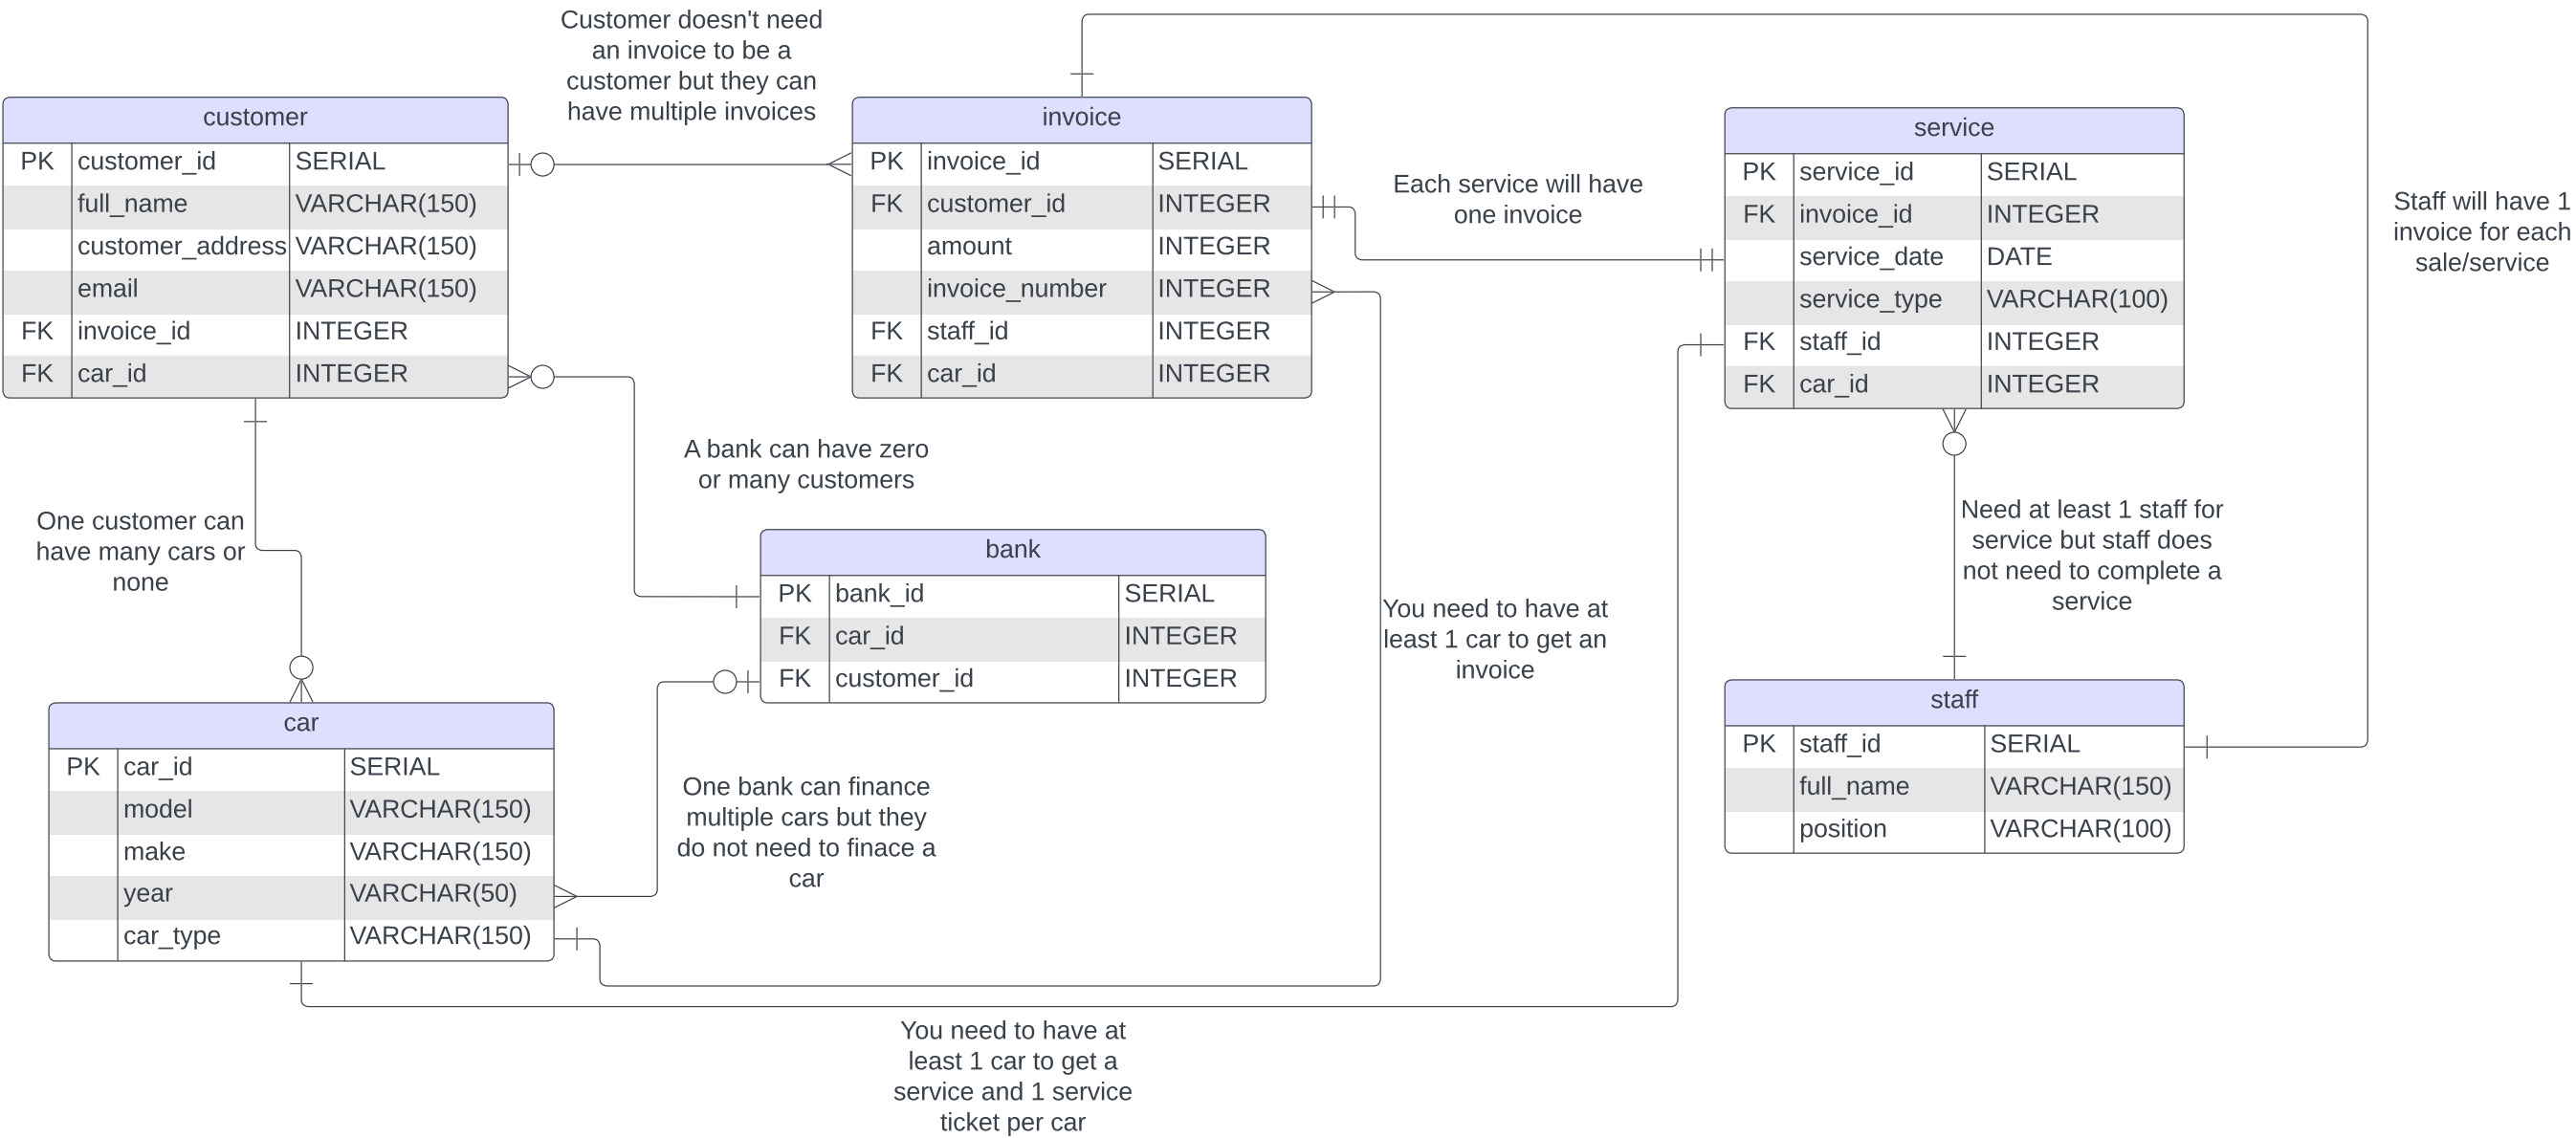 Customer doesn't need
an invoice to be a
customer but they can
have multiple invoices
customer
PK customer_id SERIAL
full_name VARCHAR(150)
customer_address VARCHAR(150)
email VARCHAR(150)
FK invoice_id INTEGER
FK car_id INTEGER
invoice
PK invoice_id SERIAL
FK customer_id INTEGER
amount INTEGER
invoice_number INTEGER
FK staff_id INTEGER
FK car_id INTEGER
Each service will have
one invoice
service
PK service_id SERIAL
FK invoice_id INTEGER
service_date DATE
service_type VARCHAR(100)
FK staff_id INTEGER
FK car_id INTEGER
Staff will have 1
invoice for each
sale/service
A bank can have zero
or many customers
One customer can
have many cars or
none
bank
PK bank_id SERIAL
FK car_id INTEGER
FK customer_id INTEGER
You need to have at
least 1 car to get an
invoice
Need at least 1 staff for
service but staff does
not need to complete a
service
car
PK car_id SERIAL
model VARCHAR(150)
make VARCHAR(150)
year VARCHAR(50)
car_type VARCHAR(150)
One bank can finance
multiple cars but they
do not need to finace a
car
staff
PK staff_id SERIAL
full_name VARCHAR(150)
position VARCHAR(100)
You need to have at
least 1 car to get a
service and 1 service
ticket per car